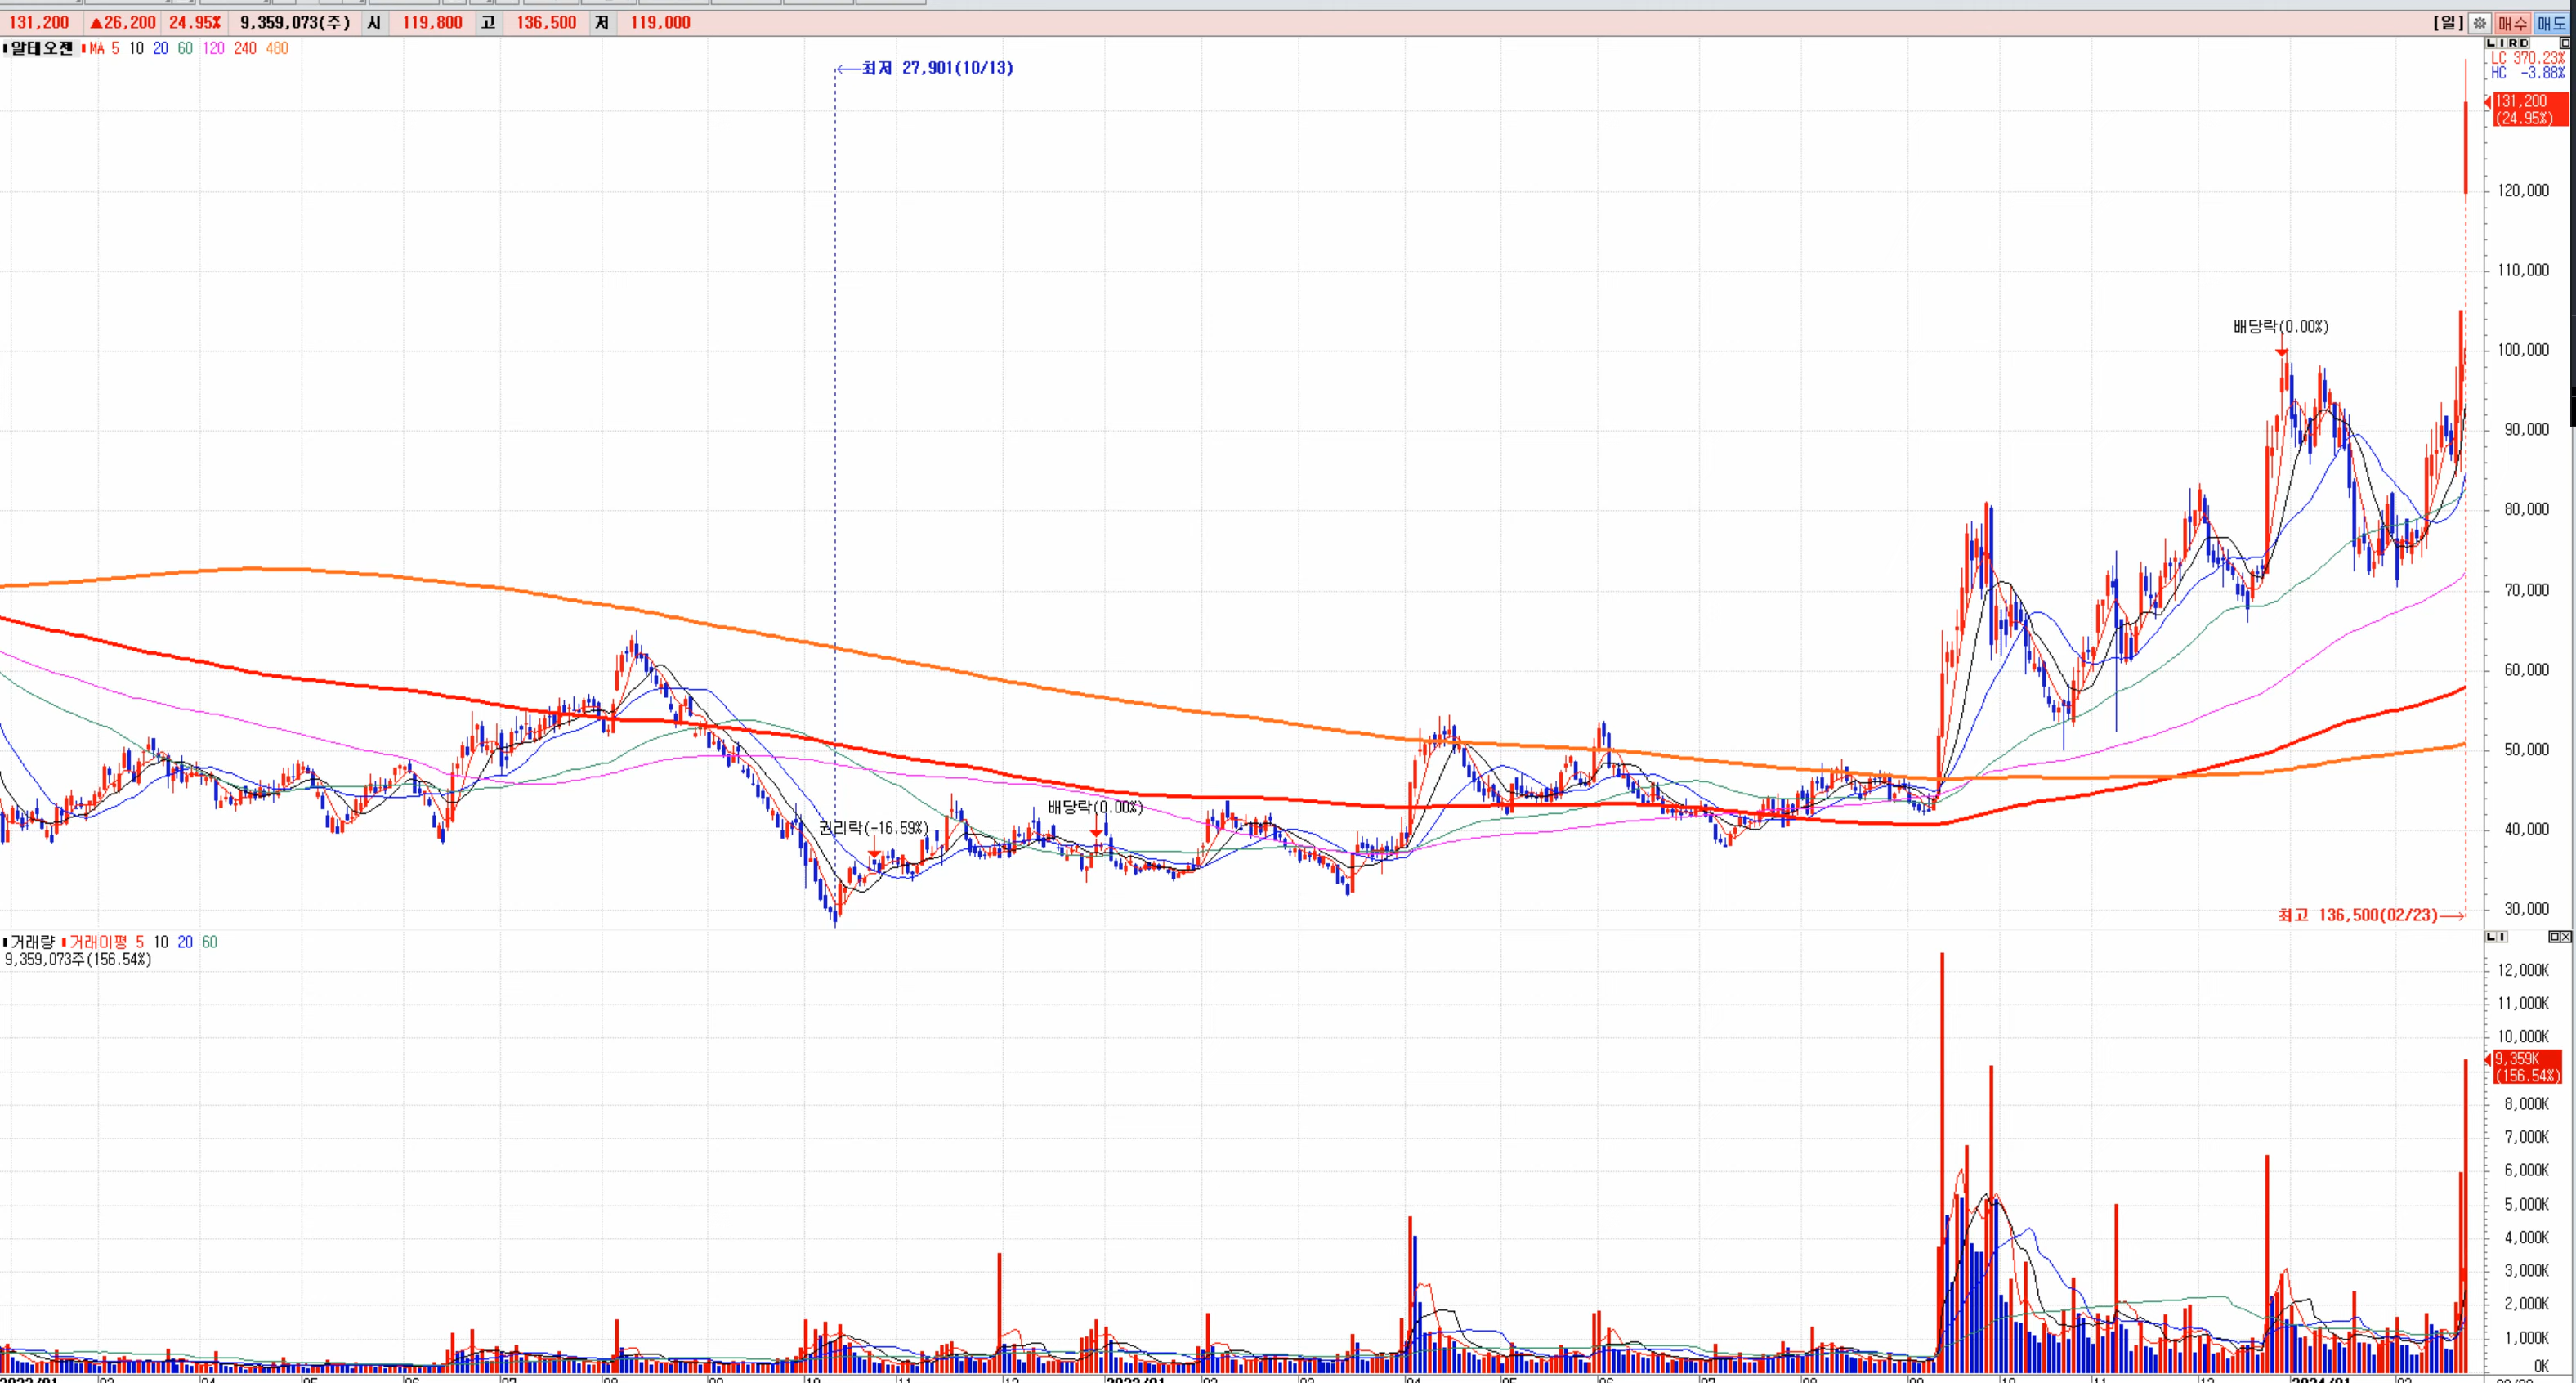 131,200 ▲26,200 24.95% 9,359,073(주) 시 119,800 고 136,500 저 119,000 [일] 매수 매도
알테오젠 MA 5 10 20 60 120 240 480
L I R D
LC 370.23%
HC -3.88%
최저 27,901(10/13)
131,200
(24.95%)
120,000
110,000
배당락(0.00%)
100,000
90,000
80,000
70,000
60,000
50,000
배당락(0.00%)
권리락(-16.59%)
40,000
최고 136,500(02/23)
30,000
거래량 거래이평 5 10 20 60
L I
9,359,073주(156.54%)
12,000K
11,000K
10,000K
9,359K
(156.54%)
8,000K
7,000K
6,000K
5,000K
4,000K
3,000K
2,000K
1,000K
0K